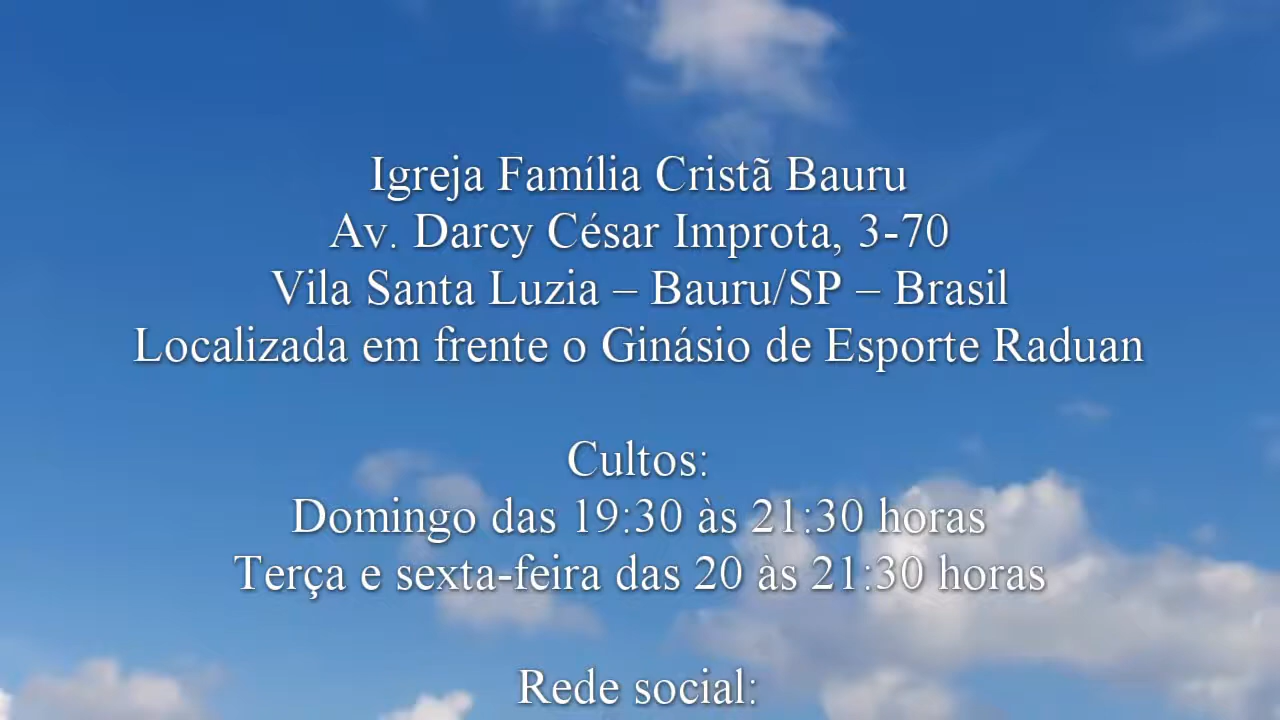 Igreja Família Cristã Bauru
Av. Darcy César Improta, 3-70
Vila Santa Luzia – Bauru/SP – Brasil
Localizada em frente o Ginásio de Esporte Raduan
Cultos:
Domingo das 19:30 às 21:30 horas
Terça e sexta-feira das 20 às 21:30 horas
Rede social: